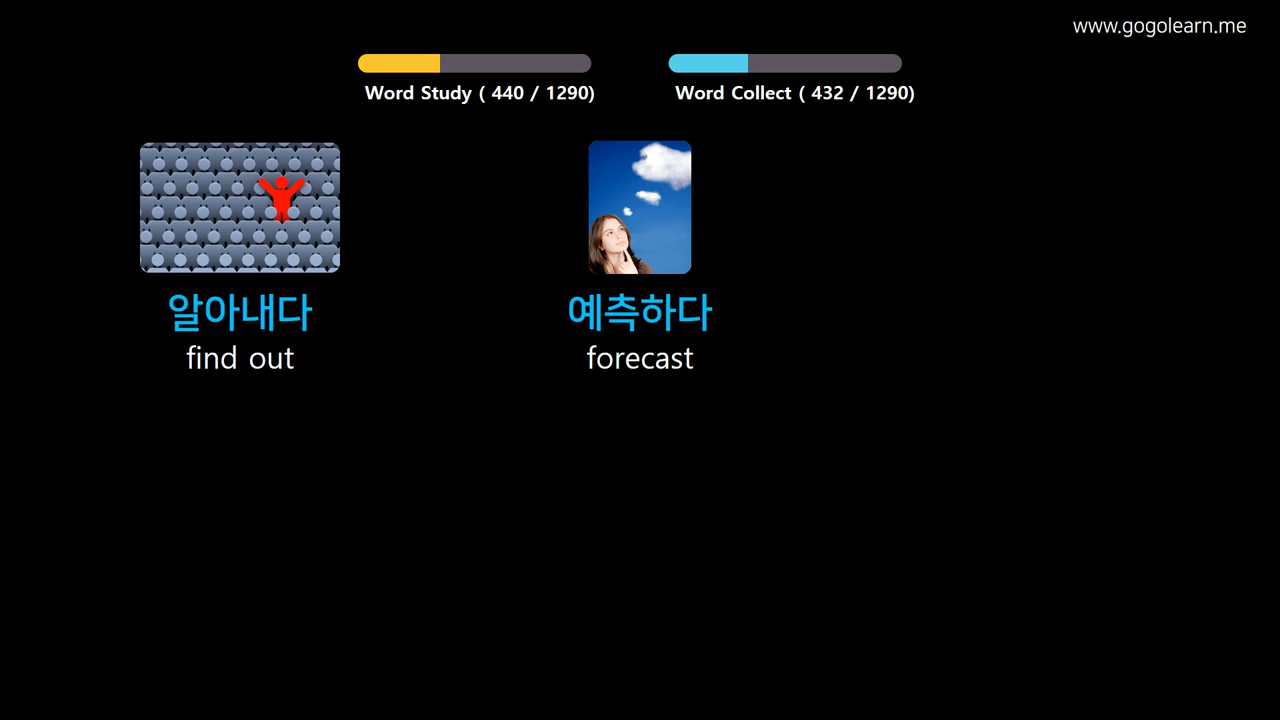 www.gogolearn.me
Word Study ( 440 / 1290)
Word Collect ( 432 / 1290)
알아내다
find out
예측하다
forecast